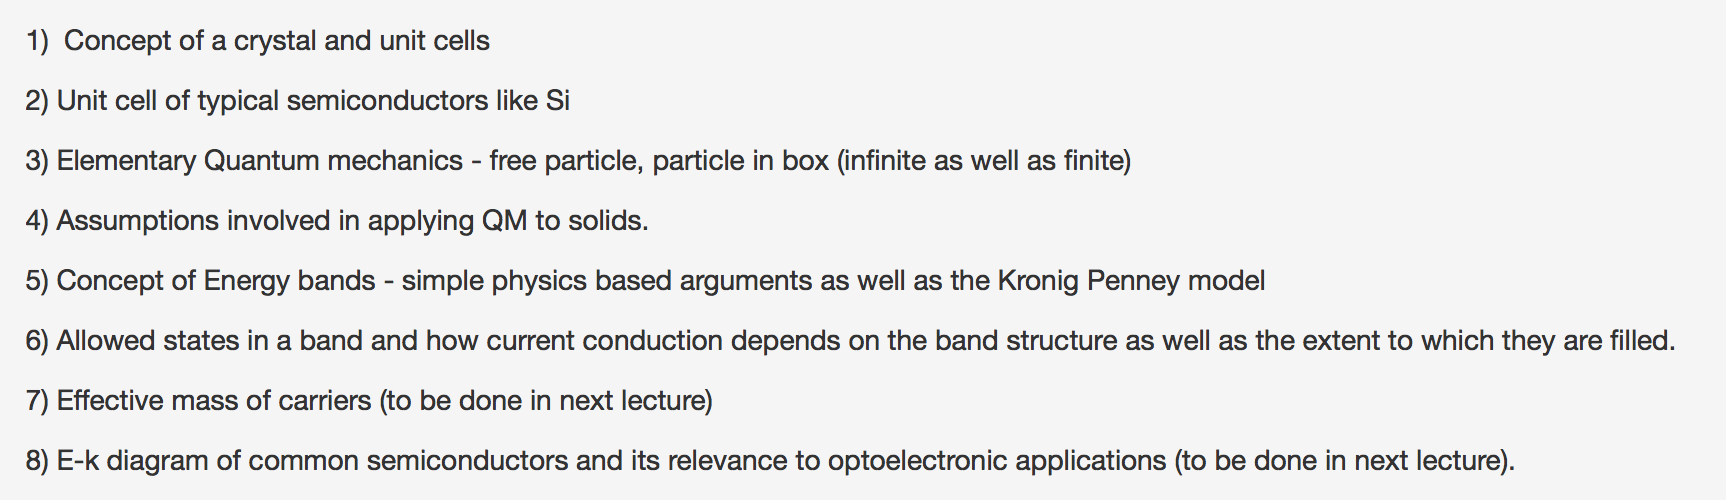 1)  Concept of a crystal and unit cells
2) Unit cell of typical semiconductors like Si
3) Elementary Quantum mechanics - free particle, particle in box (infinite as well as finite)
4) Assumptions involved in applying QM to solids.
5) Concept of Energy bands - simple physics based arguments as well as the Kronig Penney model
6) Allowed states in a band and how current conduction depends on the band structure as well as the extent to which they are filled.
7) Effective mass of carriers (to be done in next lecture)
8) E-k diagram of common semiconductors and its relevance to optoelectronic applications (to be done in next lecture).